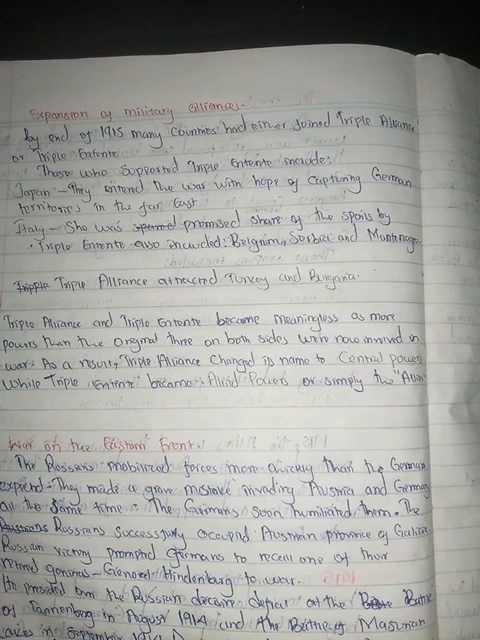 Expansion of military alliances.
By end of 1915 many countries had either joined Triple Alliance
or Triple Entente
Those who supported Triple Entente include:
Japan - They entered the war with hope of capturing German
territories in the far East
Italy - She was promised share of the spoils by
. Triple Entente also included: Belgium, Serbia and Montenegro
Triple Triple Alliance attracted Turkey and Bulgaria.
Triple Alliance and Triple Entente became meaningless as more
powers than the original three on both sides were now involved in
war. As a result, Triple Alliance changed is name to Central powers
while Triple Entente became Allied Powers or simply the "Allies
War on the Eastern Front.
The Russians mobilized forces more quickly than the German
expected. They made a grave mistake invading Austria and Germany
at the same time. The Germans soon humiliated them. The
Austrians Russians successfully occupied Austrian province of Galicia
Russian victory prompted Germans to recall one of their
retired generals - General Hindenburg to war.
He presided over the Russian decisive defeat at the Battle
of Tannenberg in August 1914 and the Battle of Masurian
Lakes in September 1914